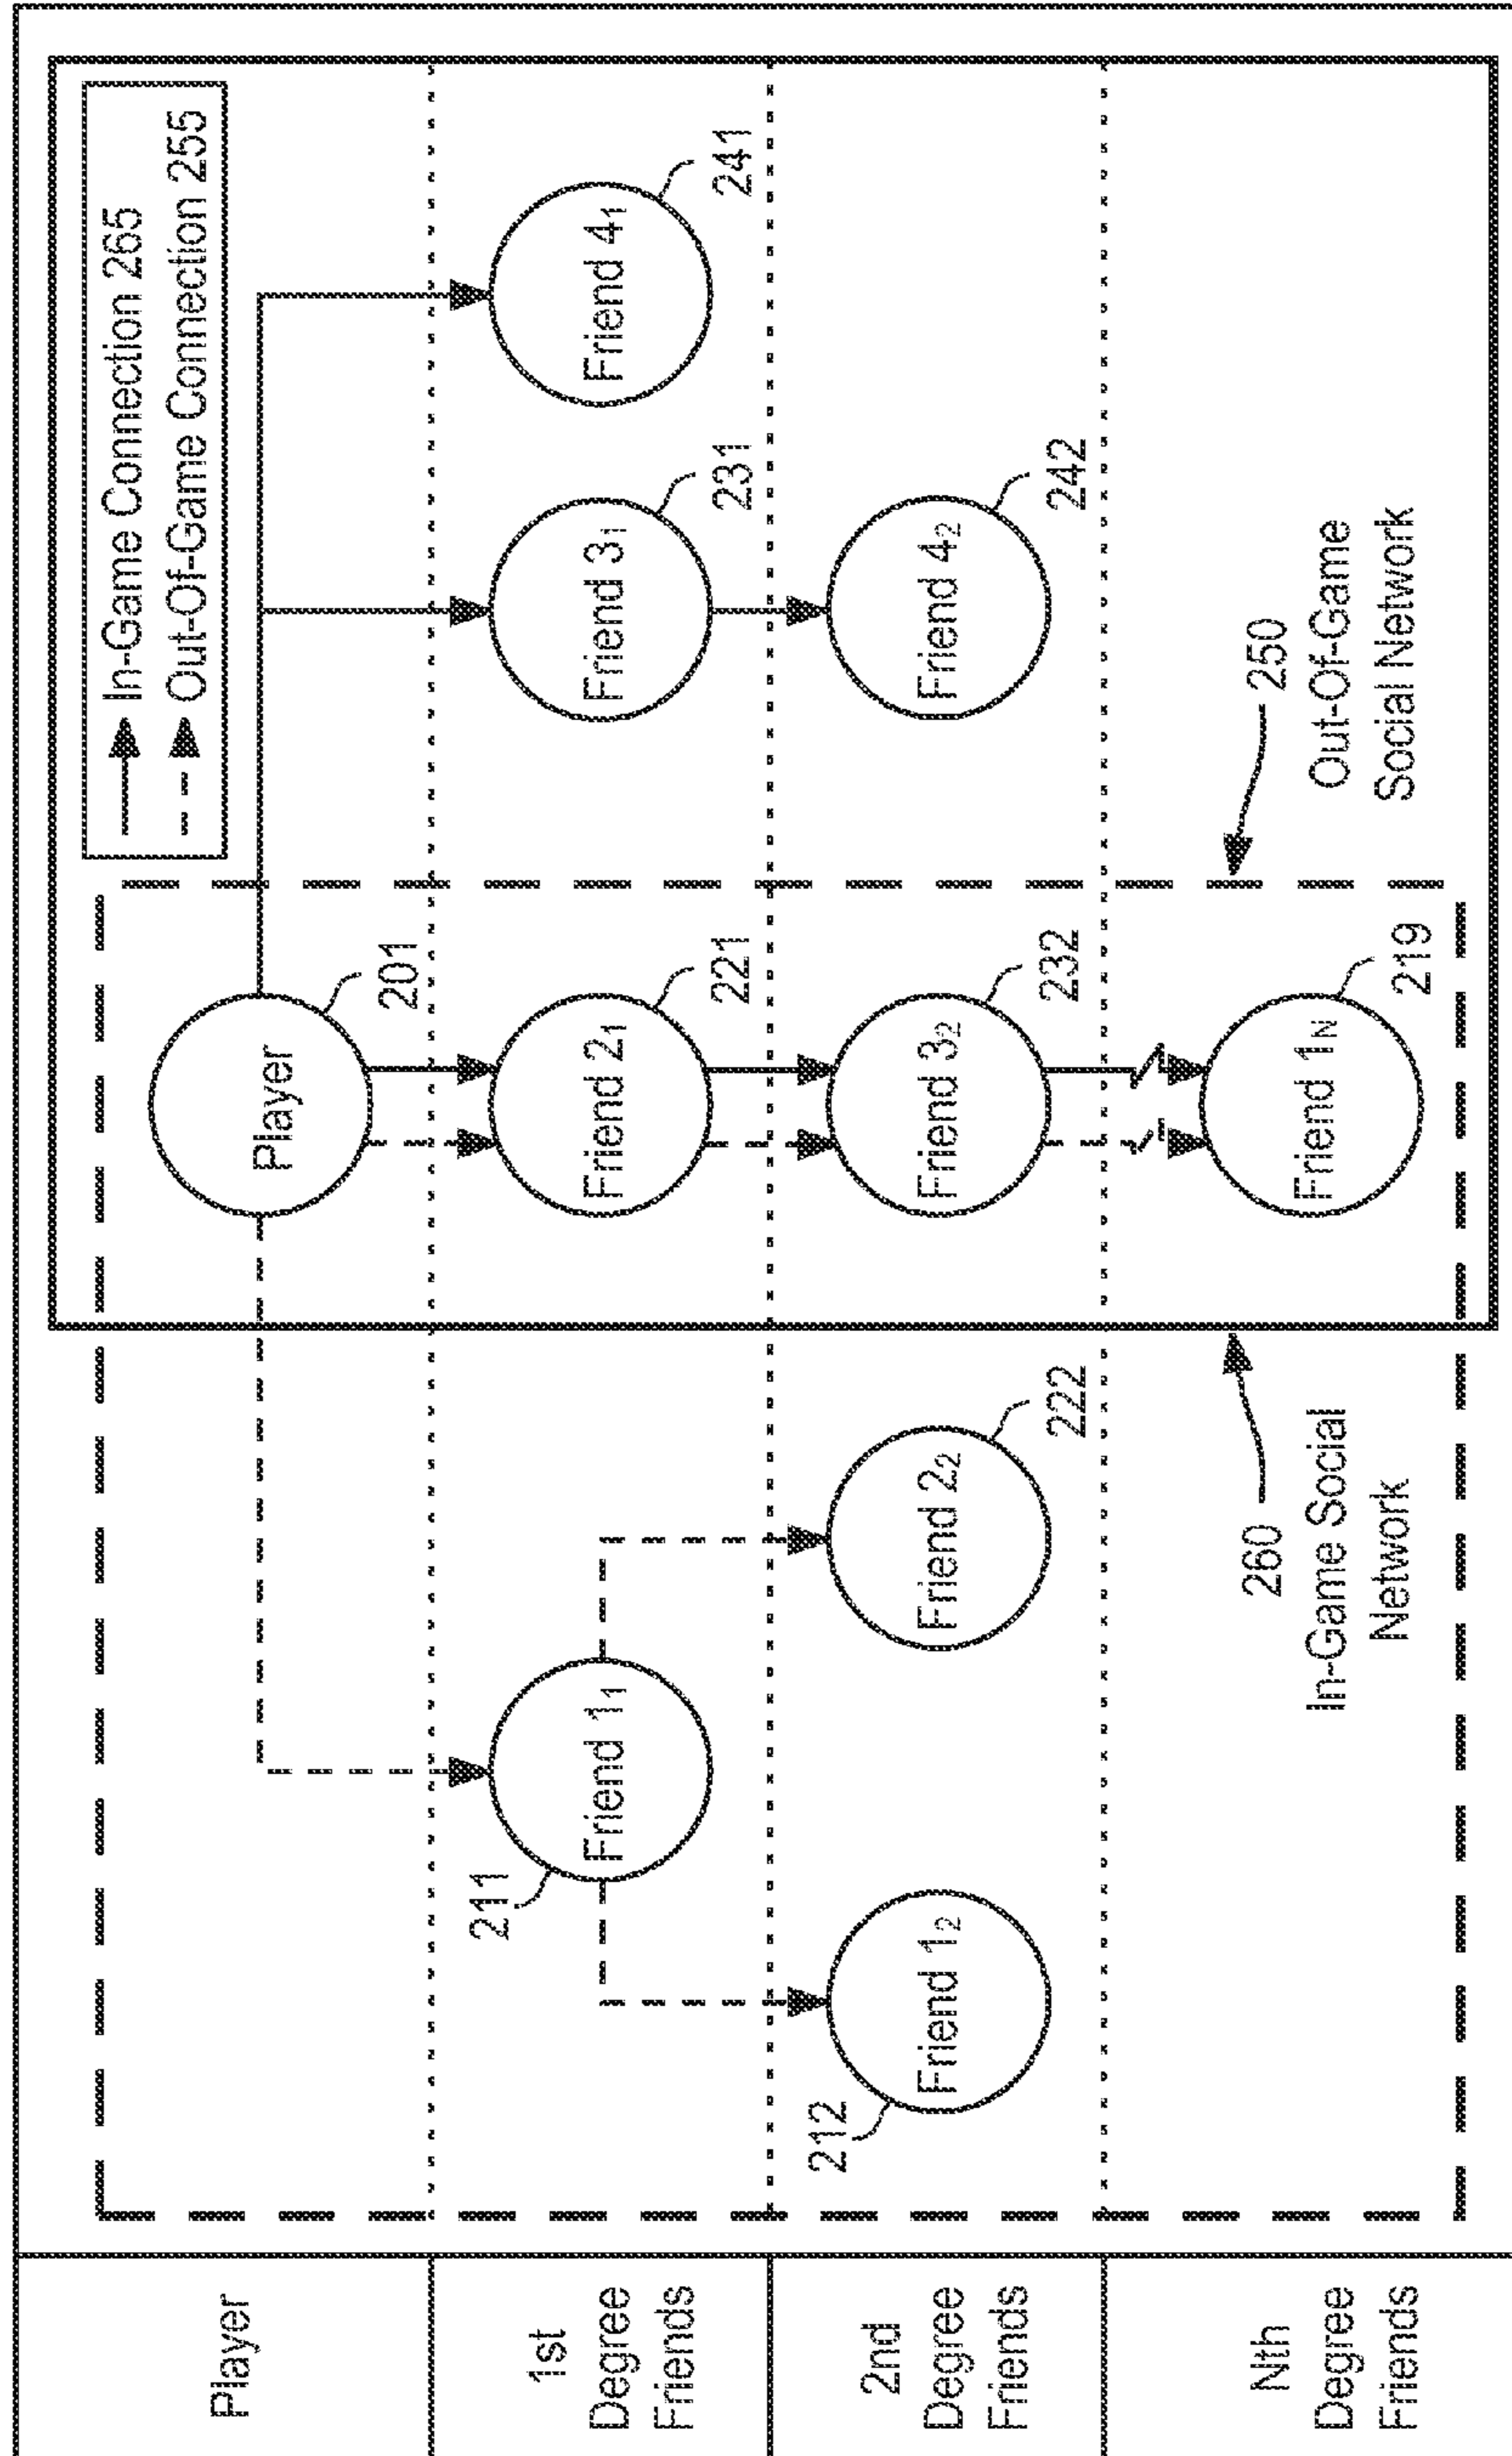 Player
1st
Degree
Friends
2nd
Degree
Friends
Nth
Degree
Friends
In-Game Connection 265
Out-Of-Game Connection 255
Player
201
211
Friend 1₁
Friend 2₁
221
Friend 3₁
231
Friend 4₁
241
212
Friend 1₂
Friend 2₂
222
Friend 3₂
232
Friend 4₂
242
260
In-Game Social
Network
Friend 1N
219
250
Out-Of-Game
Social Network